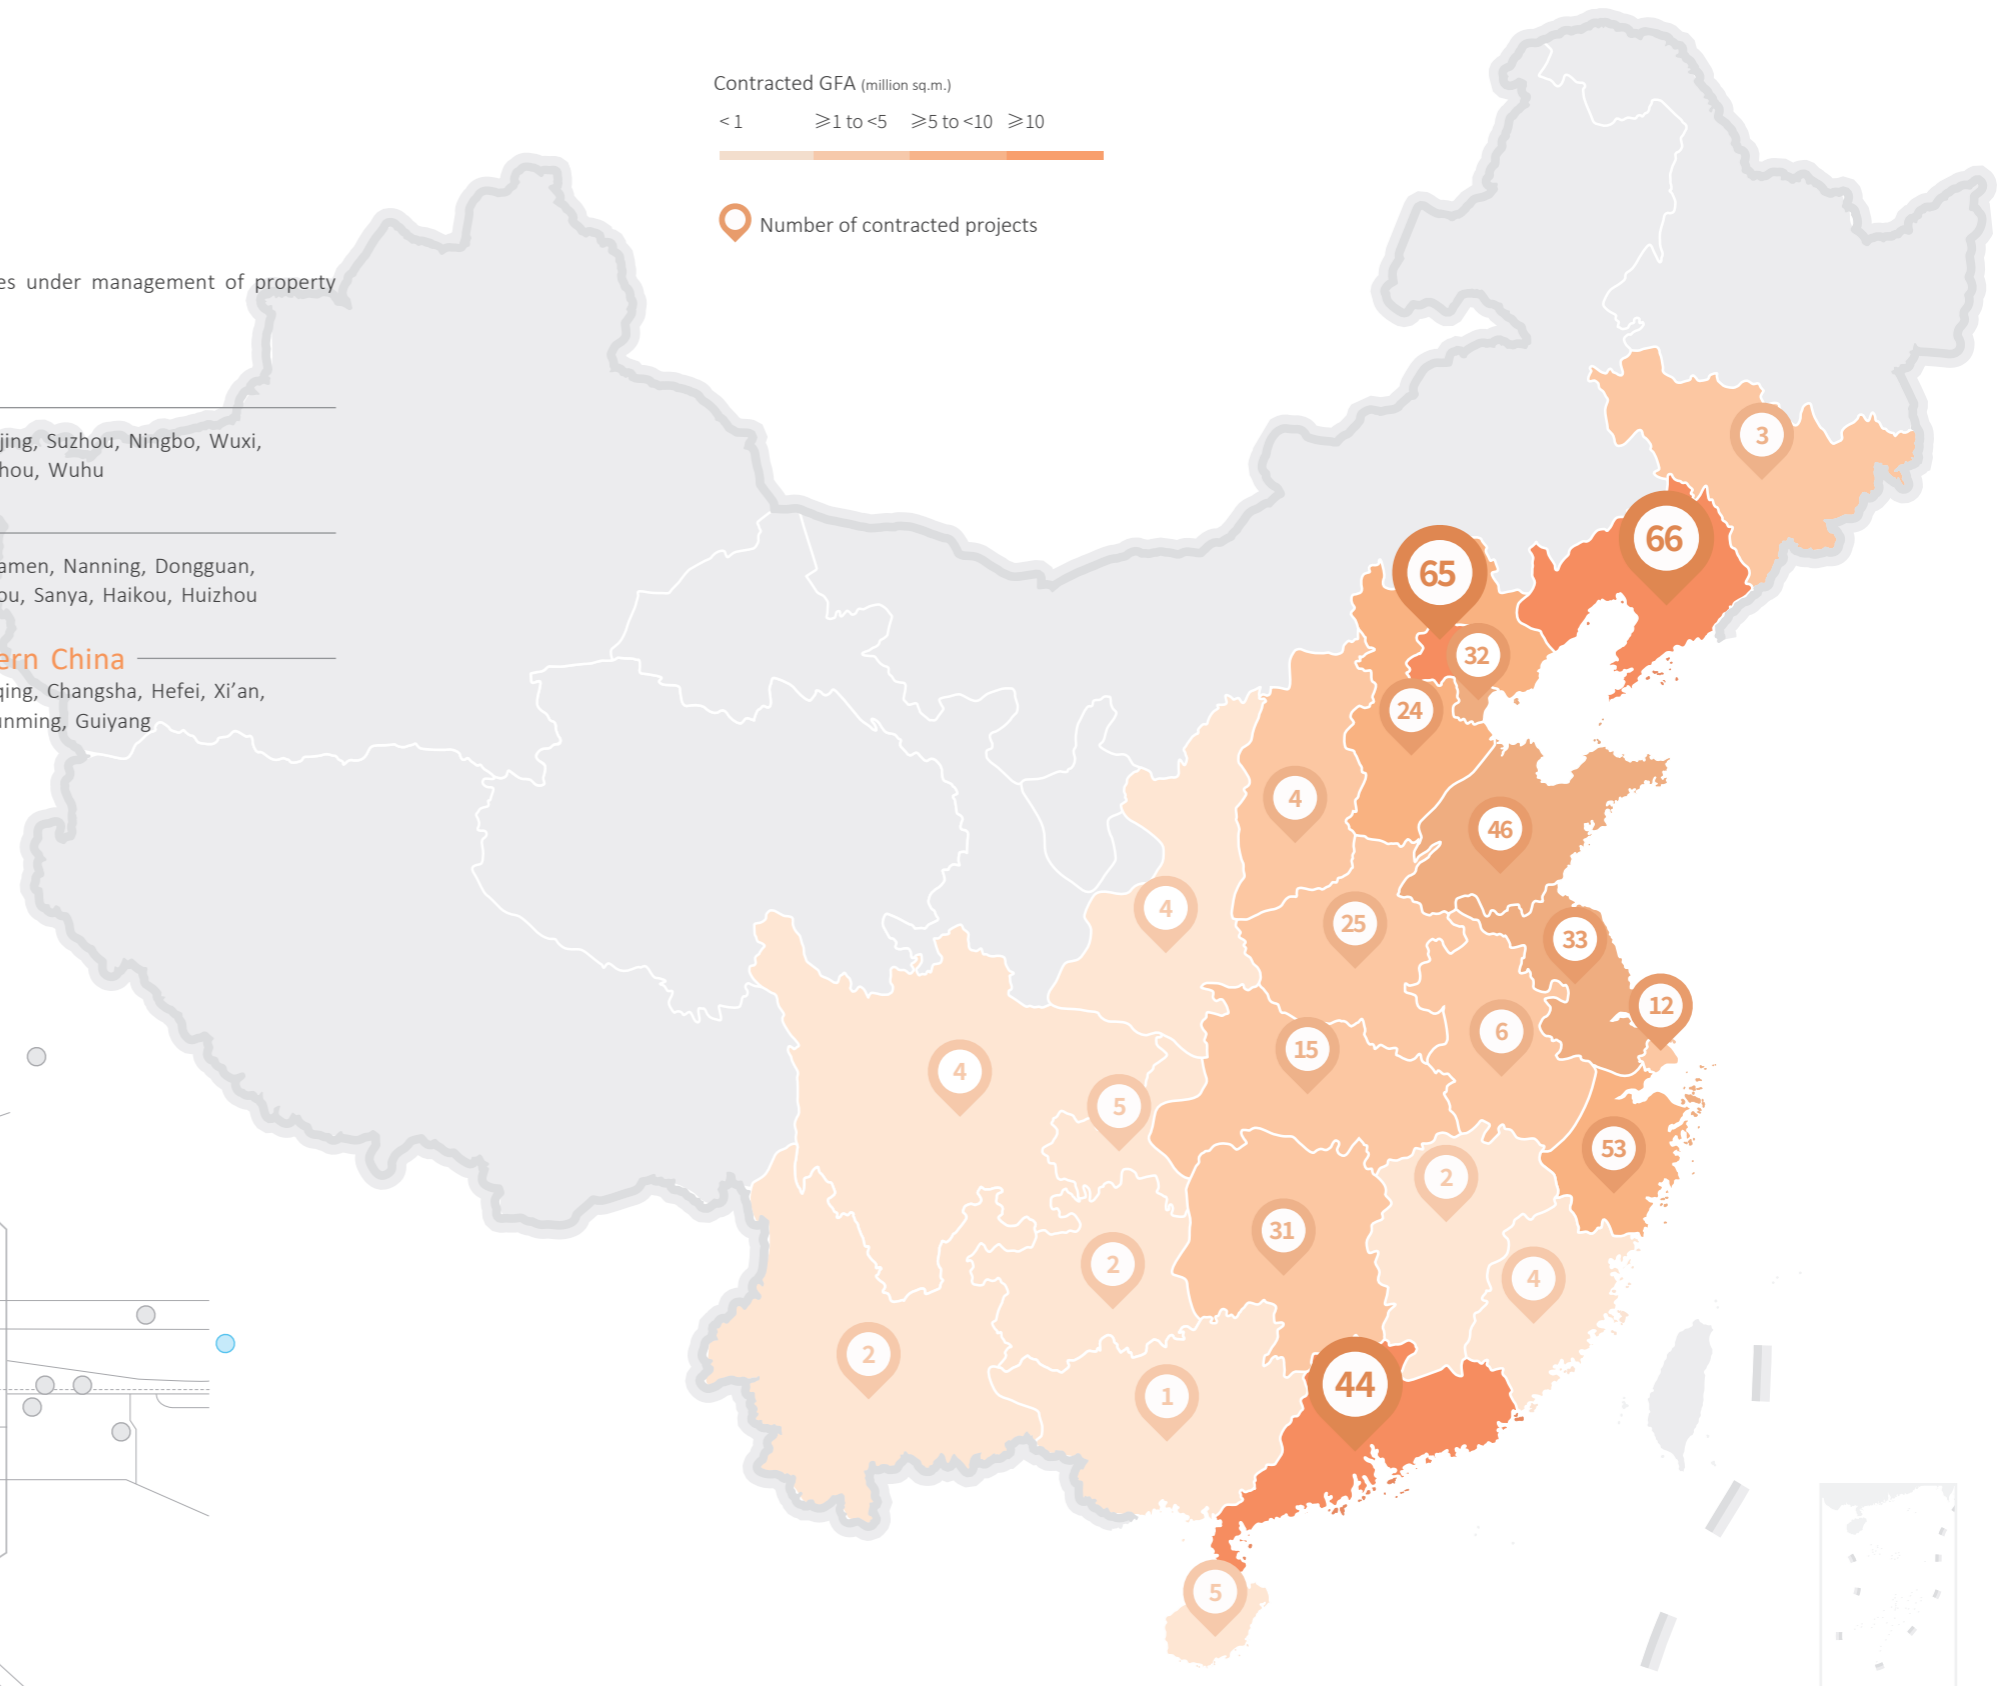 Contracted GFA (million sq.m.)
< 1 ⩾1 to <5 ⩾5 to <10 ⩾10
Number of contracted projects
es under management of property
jing, Suzhou, Ningbo, Wuxi,
hou, Wuhu
amen, Nanning, Dongguan,
ou, Sanya, Haikou, Huizhou
ern China
qing, Changsha, Hefei, Xi’an,
unming, Guiyang
3
66
65
32
24
4
46
4
25
33
12
6
15
4
5
53
2
31
2
4
2
1
44
5